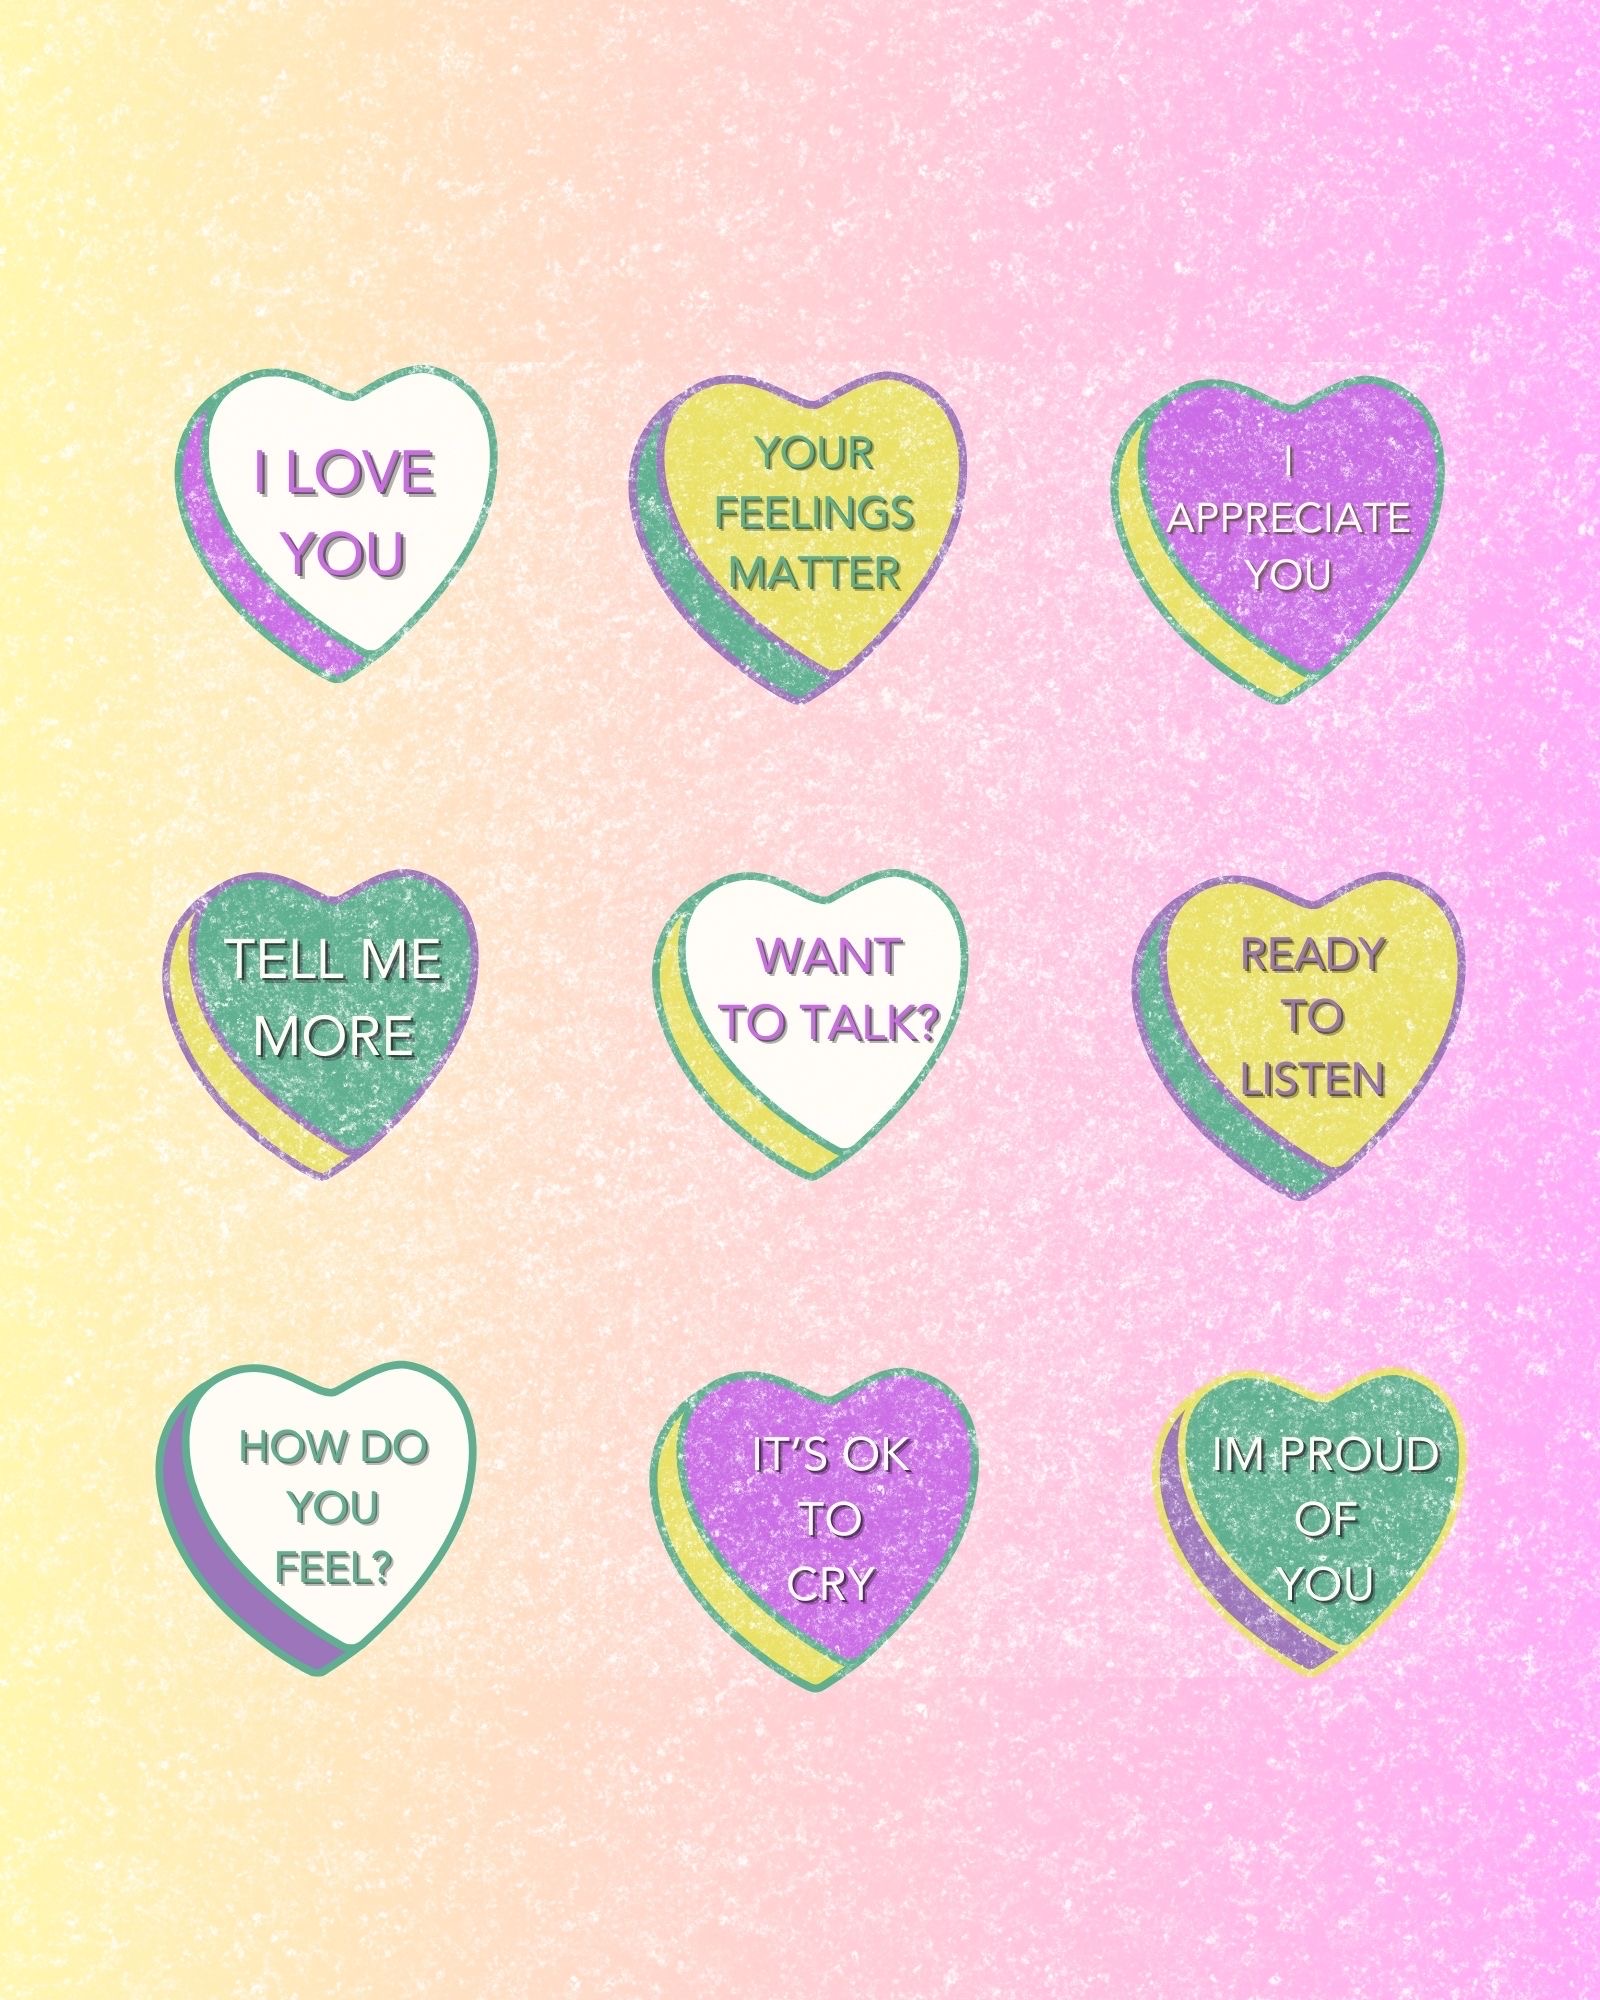 I LOVE
YOU
YOUR
FEELINGS
MATTER
I
APPRECIATE
YOU
TELL ME
MORE
WANT
TO TALK?
READY
TO
LISTEN
HOW DO
YOU
FEEL?
IT’S OK
TO
CRY
IM PROUD
OF
YOU